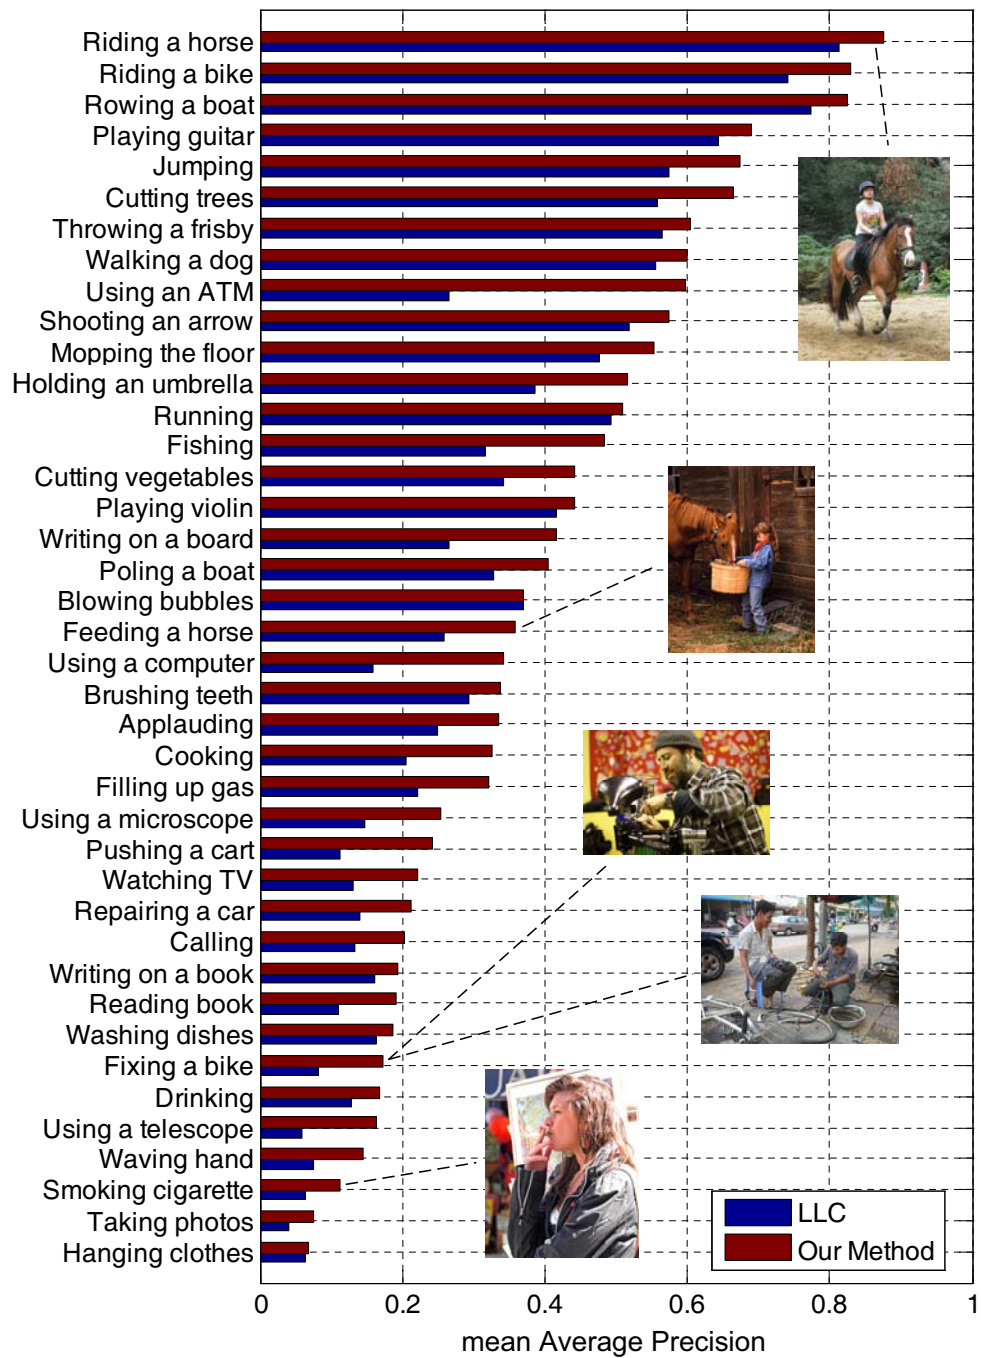 Riding a horse
Riding a bike
Rowing a boat
Playing guitar
Jumping
Cutting trees
Throwing a frisby
Walking a dog
Using an ATM
Shooting an arrow
Mopping the floor
Holding an umbrella
Running
Fishing
Cutting vegetables
Playing violin
Writing on a board
Poling a boat
Blowing bubbles
Feeding a horse
Using a computer
Brushing teeth
Applauding
Cooking
Filling up gas
Using a microscope
Pushing a cart
Watching TV
Repairing a car
Calling
Writing on a book
Reading book
Washing dishes
Fixing a bike
Drinking
Using a telescope
Waving hand
Smoking cigarette
Taking photos
Hanging clothes
LLC
Our Method
0 0.2 0.4 0.6 0.8 1
mean Average Precision